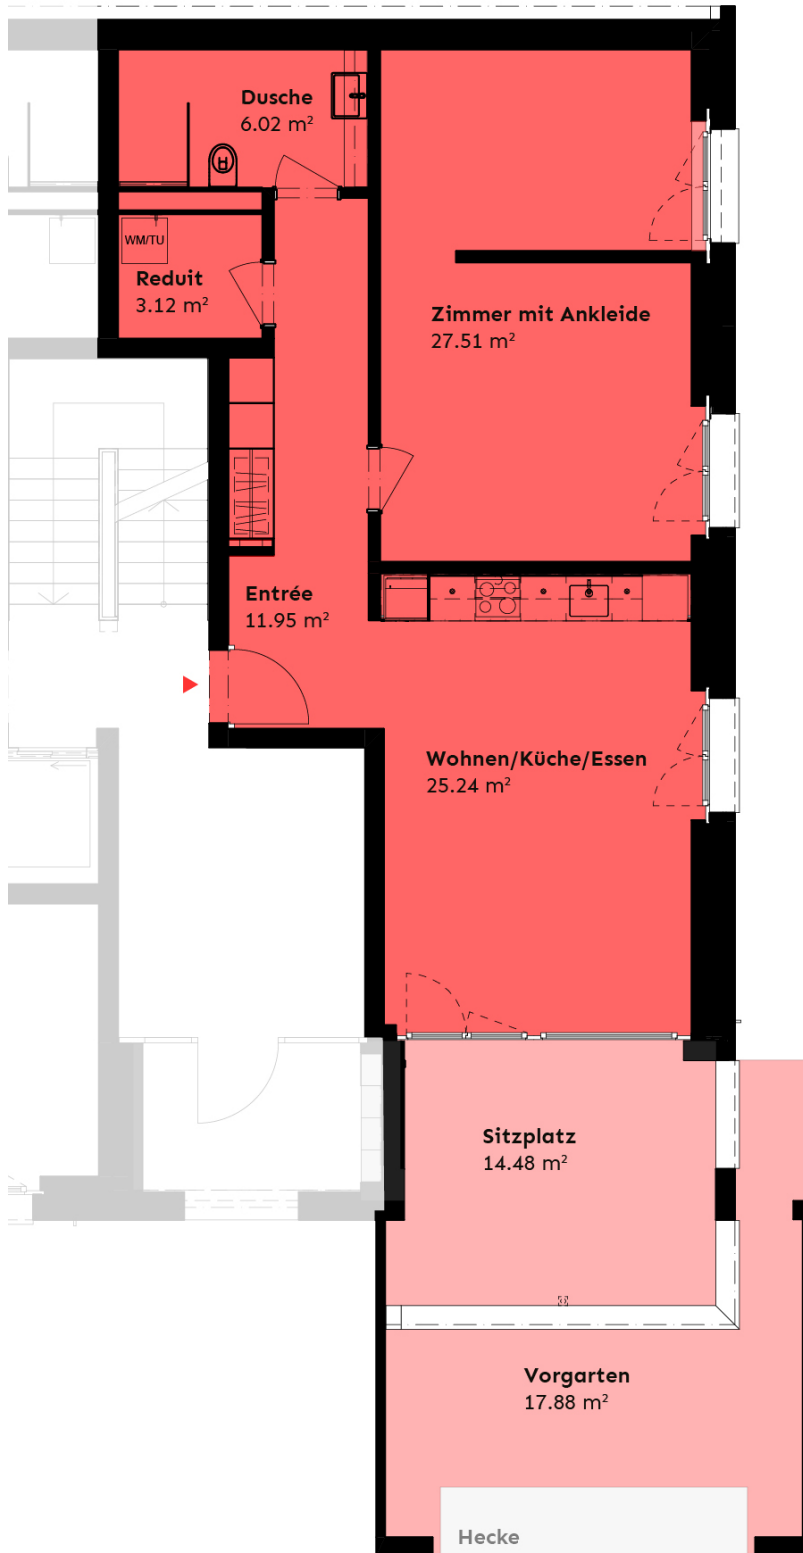 Dusche
6.02 m²
WM/TU
Reduit
3.12 m²
Zimmer mit Ankleide
27.51 m²
Entrée
11.95 m²
Wohnen/Küche/Essen
25.24 m²
Sitzplatz
14.48 m²
Vorgarten
17.88 m²
Hecke